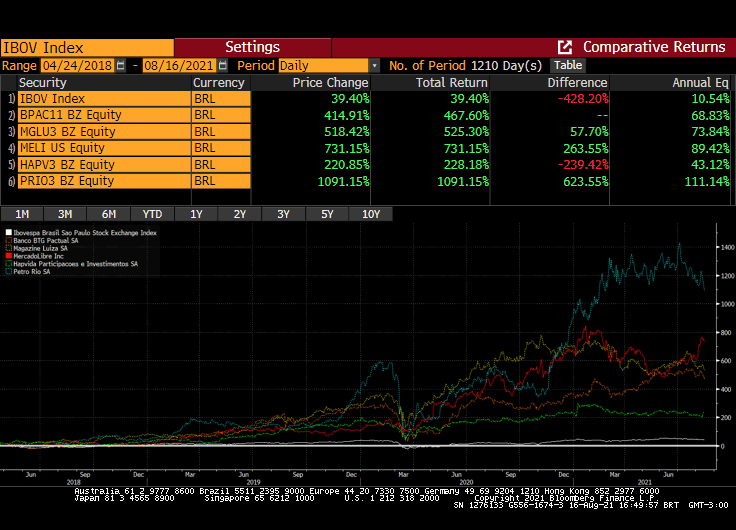 IBOV Index Settings Comparative Returns
Range 04/24/2018 - 08/16/2021 Period Daily No. of Period 1210 Day(s) Table
Security Currency Price Change Total Return Difference Annual Eq
1) IBOV Index BRL 39.40% 39.40% -428.20% 10.54%
2) BPAC11 BZ Equity BRL 414.91% 467.60% -- 68.83%
3) MGLU3 BZ Equity BRL 518.42% 525.30% 57.70% 73.84%
4) MELI US Equity BRL 731.15% 731.15% 263.55% 89.42%
5) HAPV3 BZ Equity BRL 220.85% 228.18% -239.42% 43.12%
6) PRIO3 BZ Equity BRL 1091.15% 1091.15% 623.55% 111.14%
1M 3M 6M YTD 1Y 2Y 3Y 5Y 10Y
Ibovespa Brasil Sao Paulo Stock Exchange Index
Banco BTG Pactual SA
Magazine Luiza SA
MercadoLibre Inc
Hapvida Participacoes e Investimentos SA
Petro Rio SA
1400
1200
1000
800
600
400
200
0
Jun Sep Dec Mar Jun Sep Dec Mar Jun Sep Dec Mar Jun
2018 2019 2020 2021
Australia 61 2 9777 8600 Brazil 5511 2395 9000 Europe 44 20 7330 7500 Germany 49 69 9204 1210 Hong Kong 852 2977 6000
Japan 81 3 4565 8900 Singapore 65 6212 1000 U.S. 1 212 318 2000 Copyright 2021 Bloomberg Finance L.P.
SN 1276133 G556-1674-3 16-Aug-21 16:49:57 BRT GMT-3:00